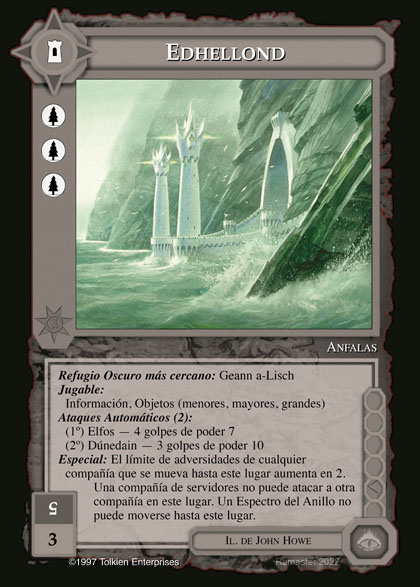 EDHELLOND
ANFALAS
Refugio Oscuro más cercano: Geann a-Lisch
Jugable:
Información, Objetos (menores, mayores, grandes)
Ataques Automáticos (2):
(1º) Elfos — 4 golpes de poder 7
(2º) Dúnedain — 3 golpes de poder 10
Especial: El límite de adversidades de cualquier
compañía que se mueva hasta este lugar aumenta en 2.
Una compañía de servidores no puede atacar a otra
compañía en este lugar. Un Espectro del Anillo no
puede moverse hasta este lugar.
5
3
IL. DE JOHN HOWE
©1997 Tolkien Enterprises
Remaster 2022